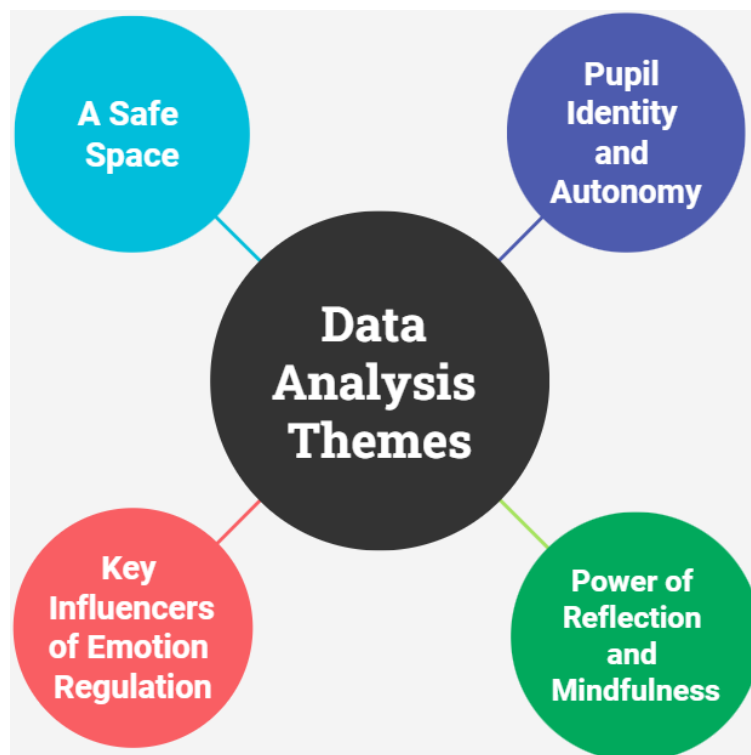 A Safe
Space
Pupil
Identity
and
Autonomy
Data
Analysis
Themes
Key
Influencers
of Emotion
Regulation
Power of
Reflection
and
Mindfulness